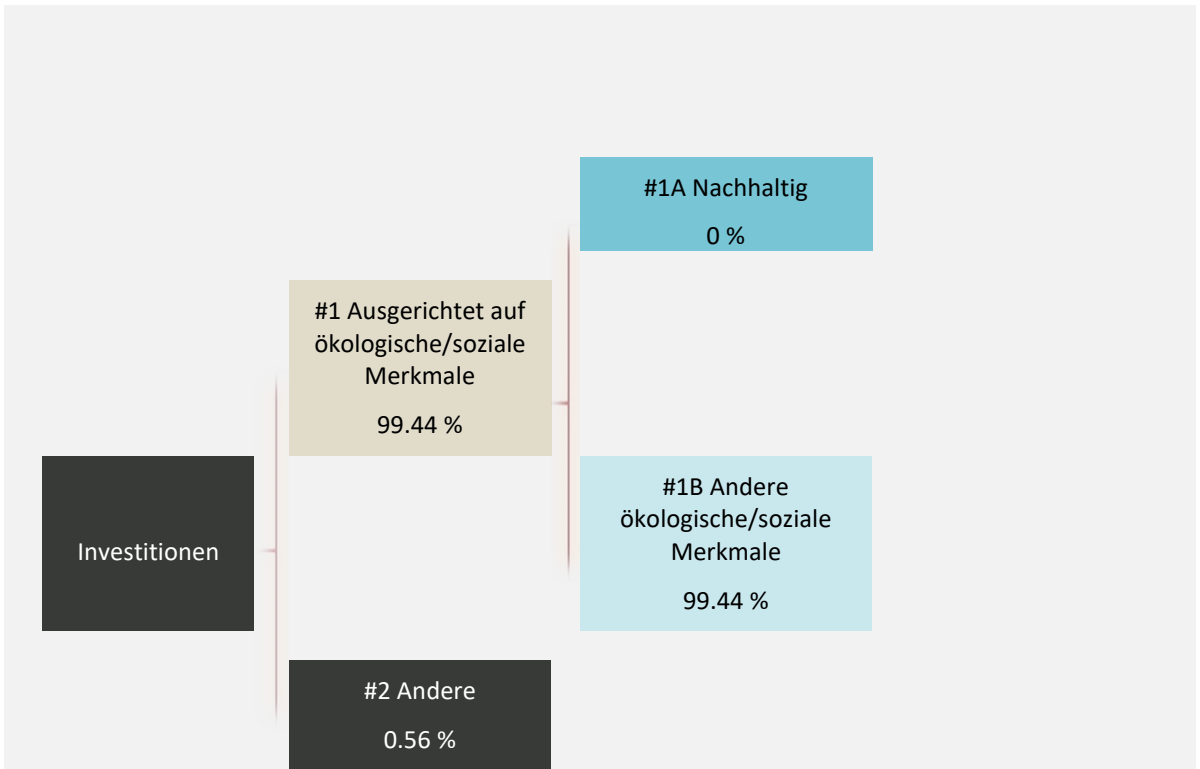 #1A Nachhaltig
0 %
#1 Ausgerichtet auf
ökologische/soziale
Merkmale
99.44 %
#1B Andere
ökologische/soziale
Merkmale
99.44 %
Investitionen
#2 Andere
0.56 %